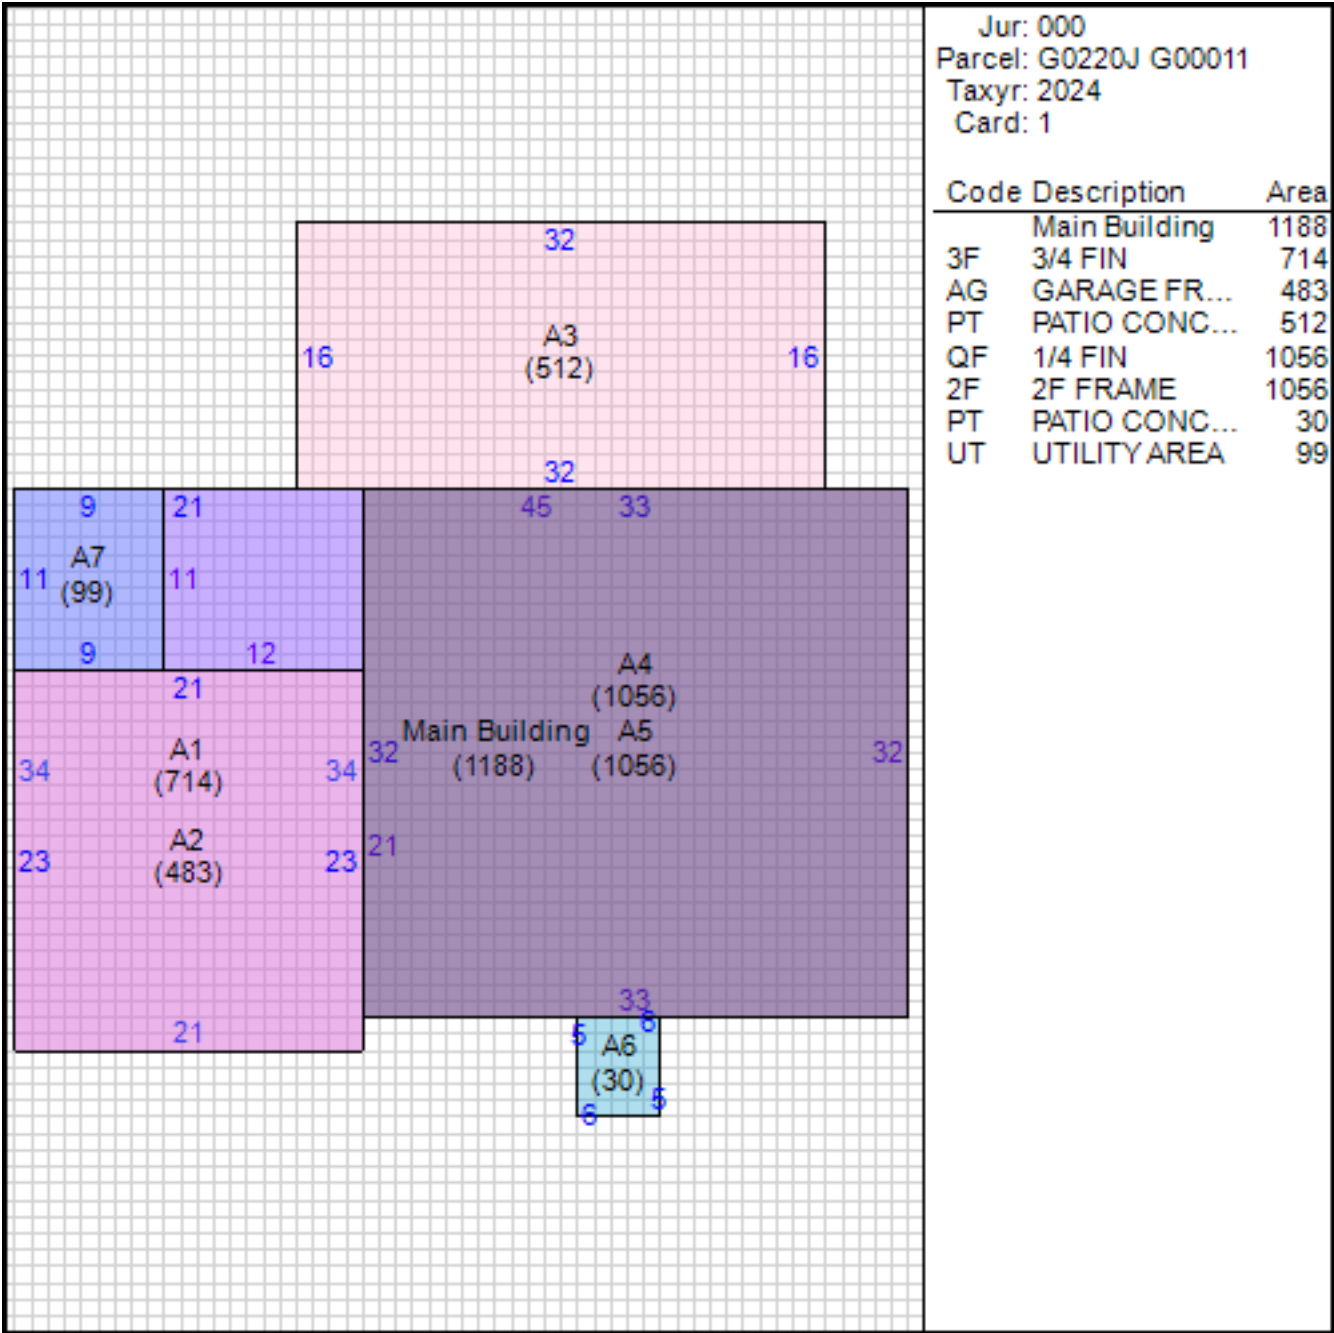 Jur: 000
Parcel: G0220J G00011
Taxyr: 2024
Card: 1
Code Description Area
Main Building 1188
3F 3/4 FIN 714
AG GARAGE FR... 483
PT PATIO CONC... 512
QF 1/4 FIN 1056
2F 2F FRAME 1056
PT PATIO CONC... 30
UT UTILITY AREA 99
32
A3
16 (512) 16
32
9 21 45 33
A7
11 (99) 11
9 12
21
A4
(1056)
Main Building A5
32 (1188) (1056) 32
A1
34 (714) 34
A2
23 (483) 23 21
33
21
5 6
A6
(30)
6 5